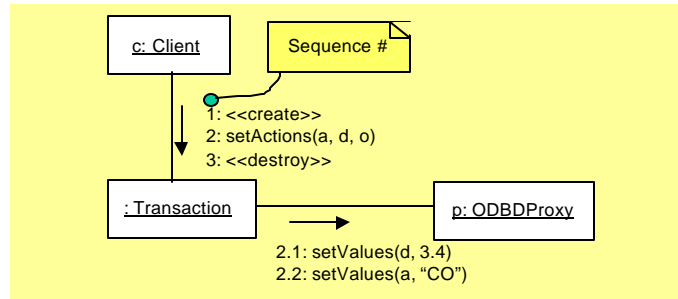 c: Client
Sequence #
1: <<create>>
2: setActions(a, d, o)
3: <<destroy>>
: Transaction
p: ODBDProxy
2.1: setValues(d, 3.4)
2.2: setValues(a, “CO”)